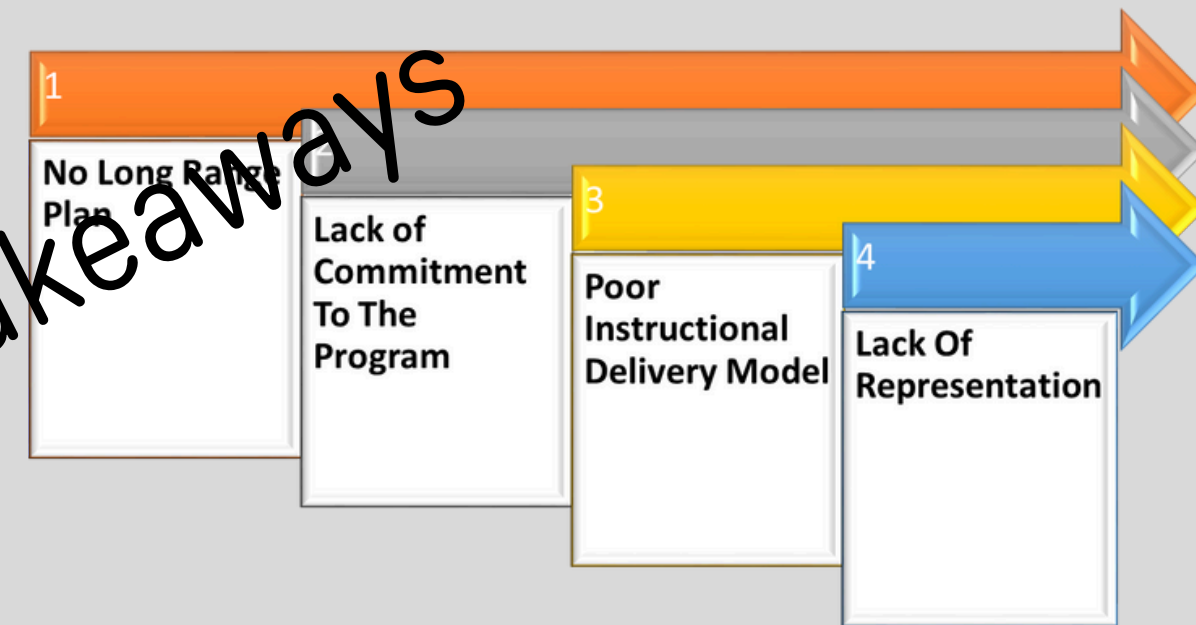 1
No Long Range
Plan
2
Lack of
Commitment
To The
Program
3
Poor
Instructional
Delivery Model
4
Lack Of
Representation
akeaways